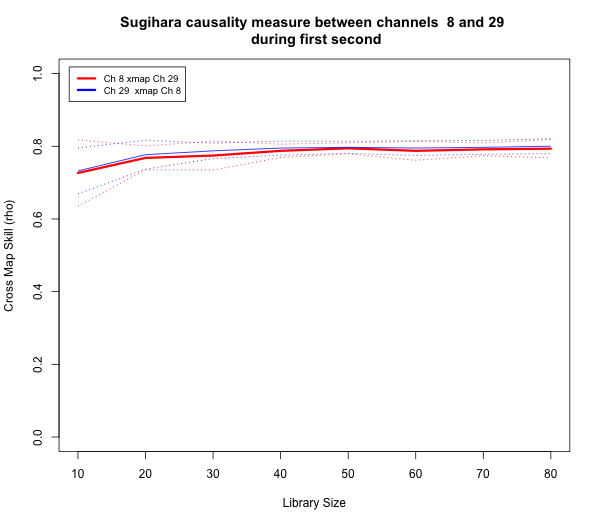 Sugihara causality measure between channels  8 and 29
during first second
Ch 8 xmap Ch 29
Ch 29  xmap Ch 8
Cross Map Skill (rho)
1.0
0.8
0.6
0.4
0.2
0.0
10 20 30 40 50 60 70 80
Library Size